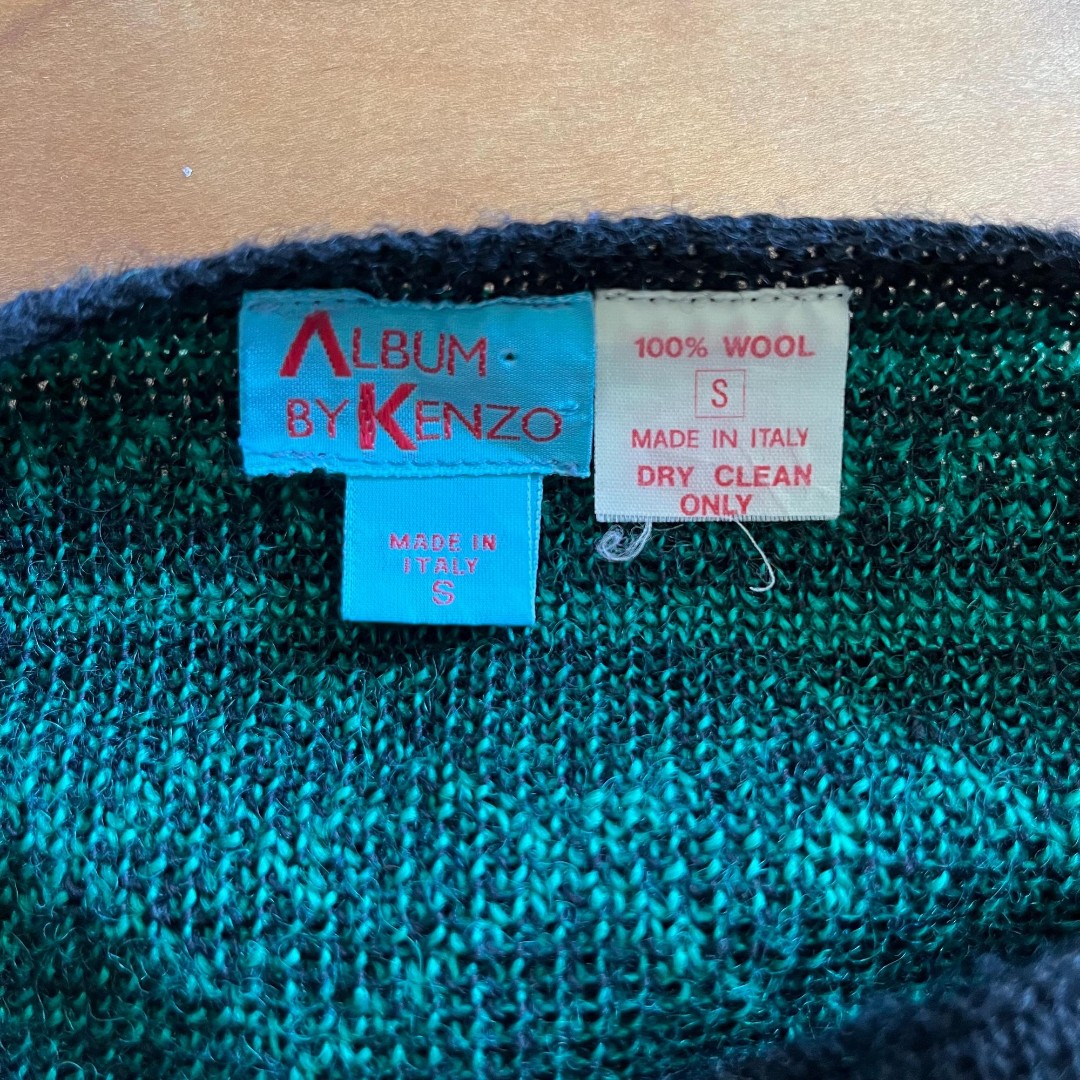 ALBUM
BY KENZO
MADE IN
ITALY
S
100% WOOL
S
MADE IN ITALY
DRY CLEAN
ONLY